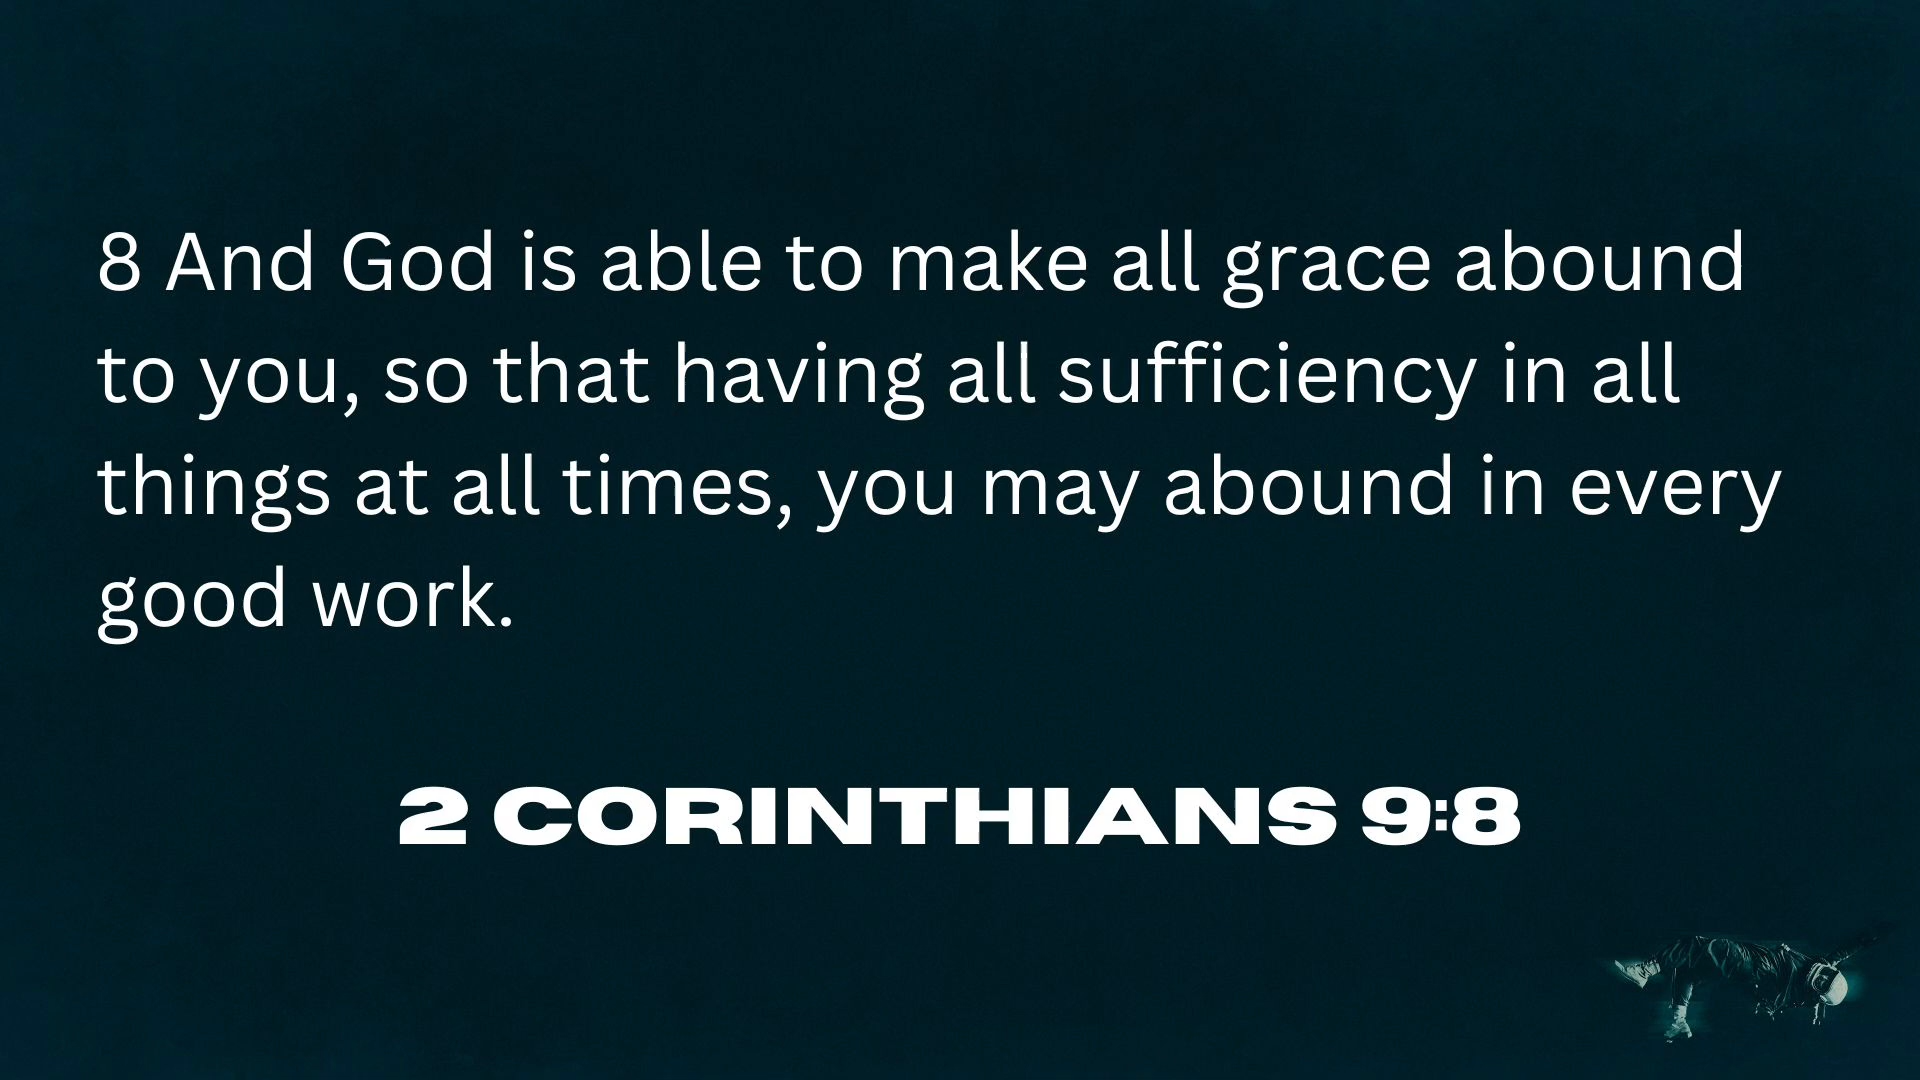 8 And God is able to make all grace abound
to you, so that having all sufficiency in all
things at all times, you may abound in every
good work.
2 CORINTHIANS 9:8